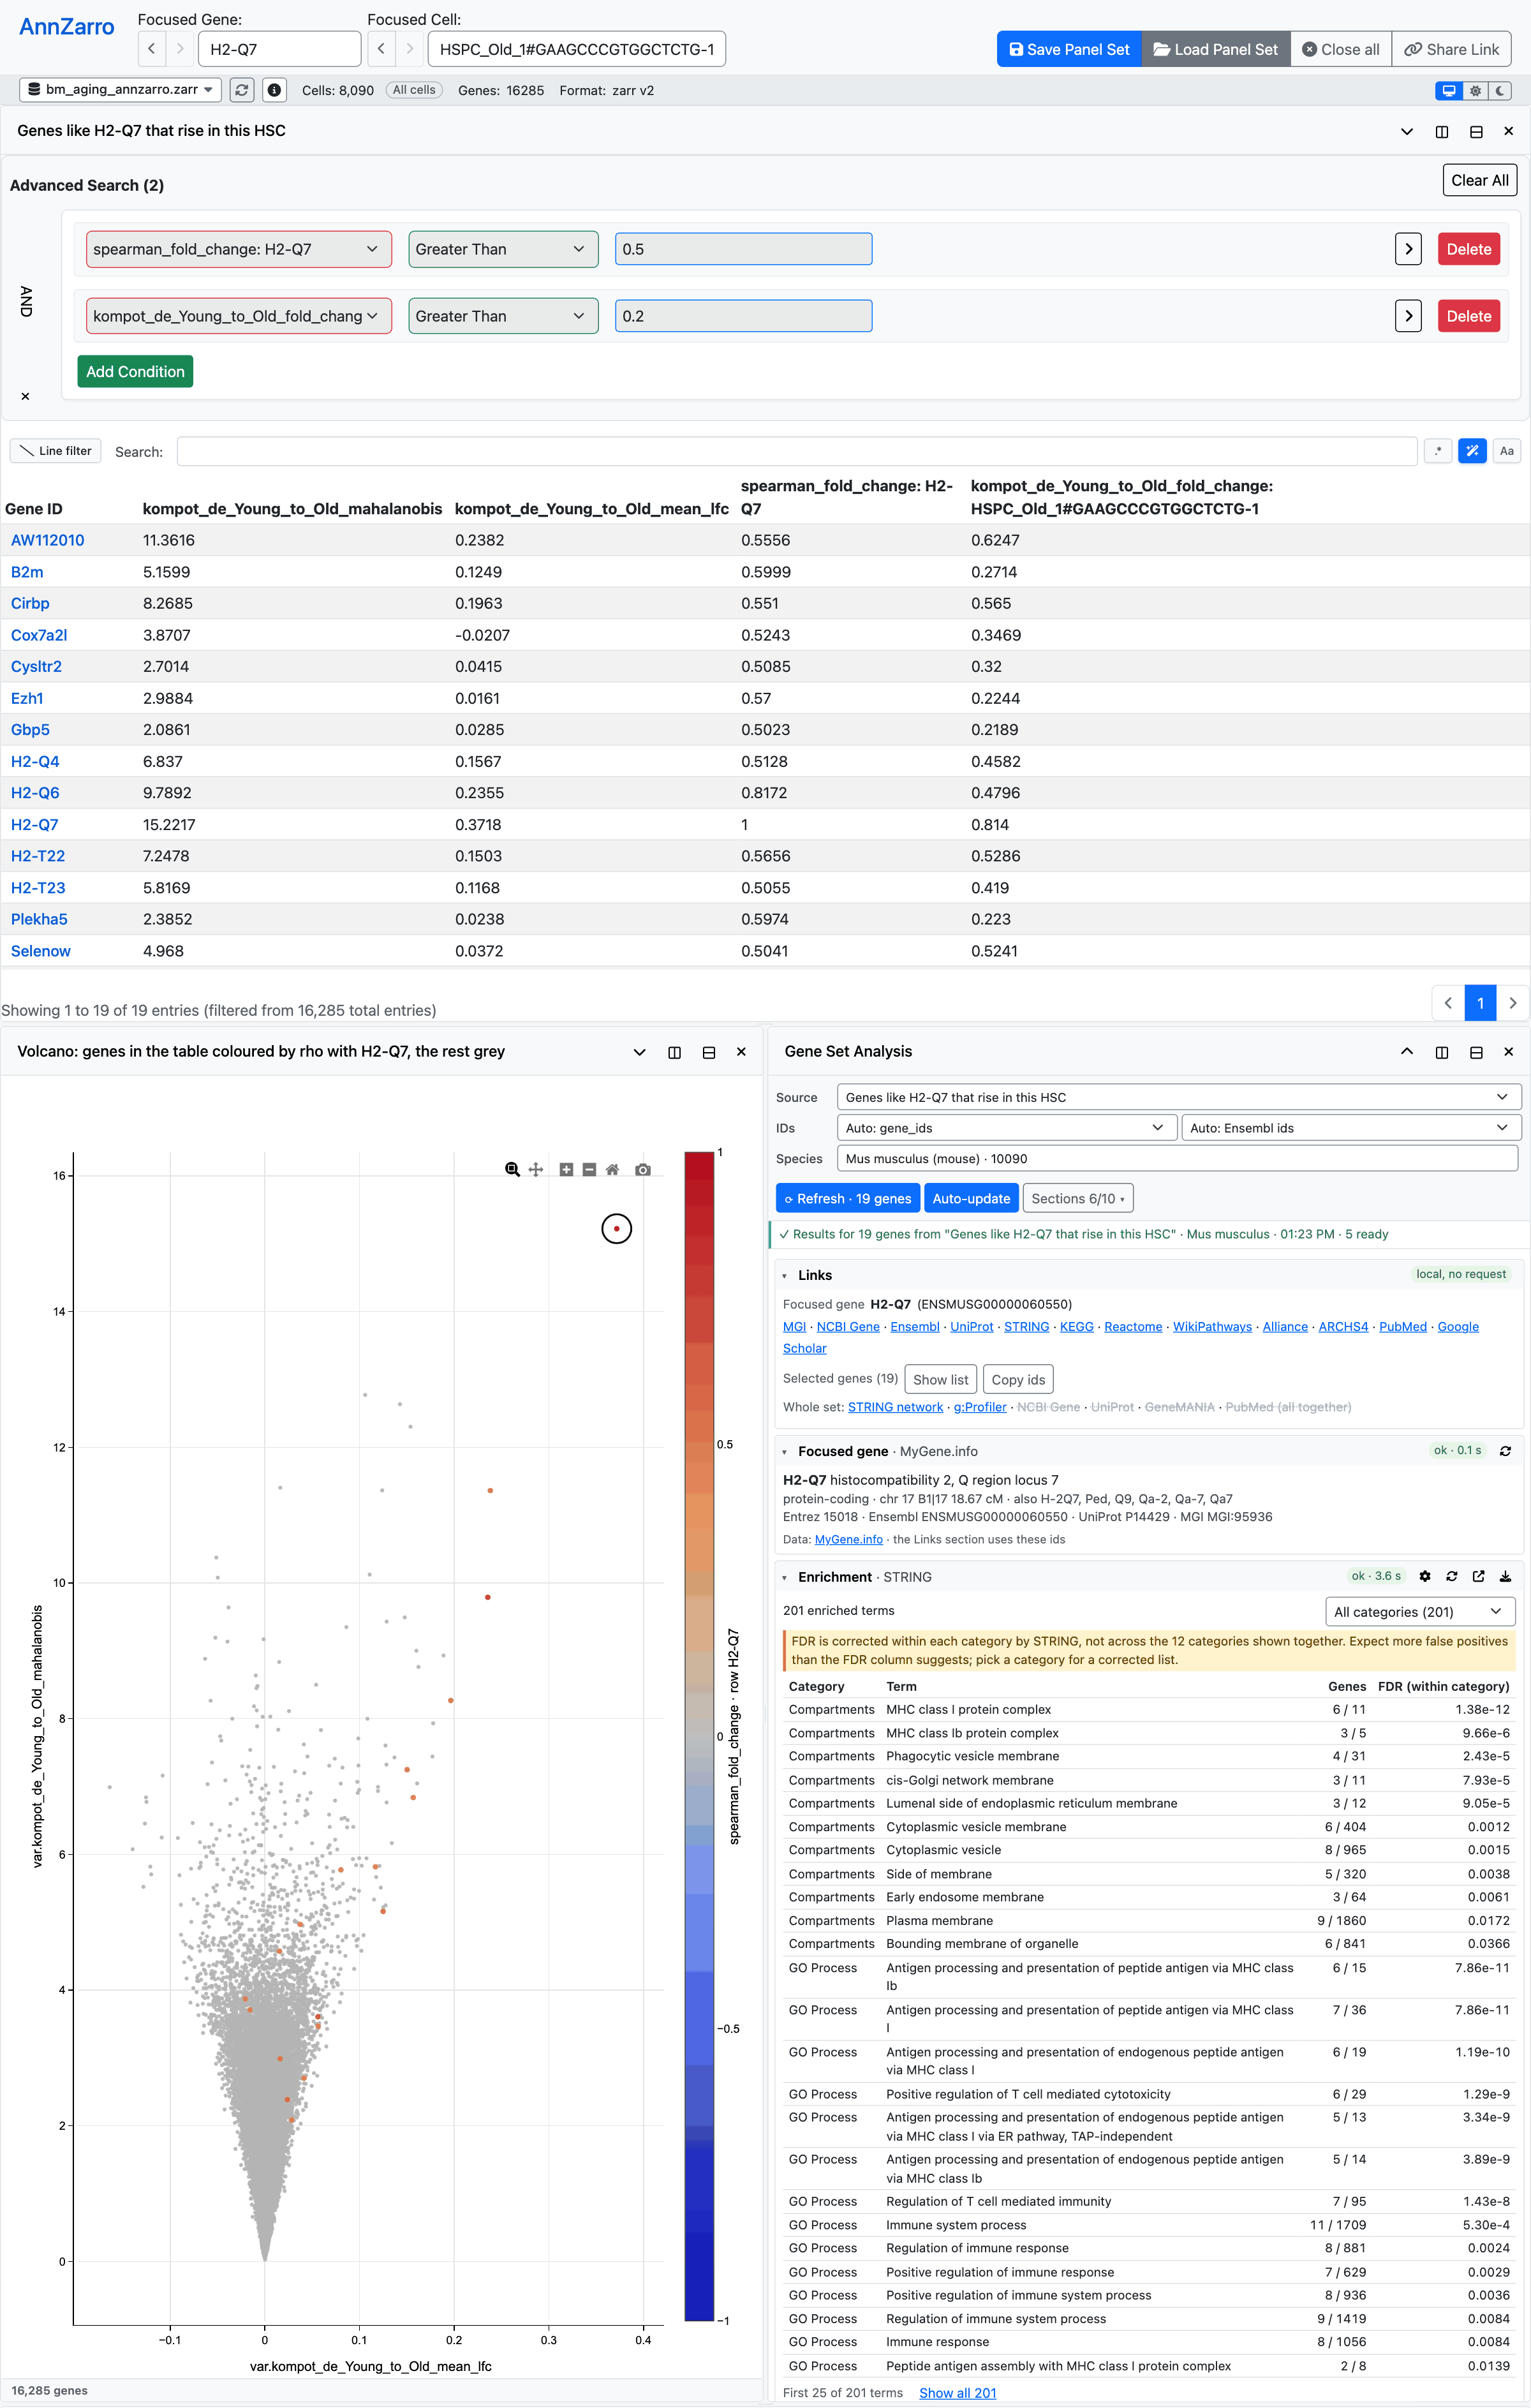 AnnZarro
Focused Gene:
H2-Q7
Focused Cell:
HSPC_Old_1#GAAGCCCGTGGCTCTG-1
Save Panel Set
Load Panel Set
Close all
Share Link
bm_aging_annzarro.zarr
Cells: 8,090
All cells
Genes: 16285
Format: zarr v2
Genes like H2-Q7 that rise in this HSC
Advanced Search (2)
Clear All
AND
spearman_fold_change: H2-Q7
Greater Than
0.5
Delete
kompot_de_Young_to_Old_fold_chang
Greater Than
0.2
Delete
Add Condition
×
Line filter
Search:
.*
Aa
Gene ID kompot_de_Young_to_Old_mahalanobis kompot_de_Young_to_Old_mean_lfc spearman_fold_change: H2-Q7 kompot_de_Young_to_Old_fold_change: HSPC_Old_1#GAAGCCCGTGGCTCTG-1
AW112010 11.3616 0.2382 0.5556 0.6247
B2m 5.1599 0.1249 0.5999 0.2714
Cirbp 8.2685 0.1963 0.551 0.565
Cox7a2l 3.8707 -0.0207 0.5243 0.3469
Cysltr2 2.7014 0.0415 0.5085 0.32
Ezh1 2.9884 0.0161 0.57 0.2244
Gbp5 2.0861 0.0285 0.5023 0.2189
H2-Q4 6.837 0.1567 0.5128 0.4582
H2-Q6 9.7892 0.2355 0.8172 0.4796
H2-Q7 15.2217 0.3718 1 0.814
H2-T22 7.2478 0.1503 0.5656 0.5286
H2-T23 5.8169 0.1168 0.5055 0.419
Plekha5 2.3852 0.0238 0.5974 0.223
Selenow 4.968 0.0372 0.5041 0.5241
Showing 1 to 19 of 19 entries (filtered from 16,285 total entries)
1
Volcano: genes in the table coloured by rho with H2-Q7, the rest grey
var.kompot_de_Young_to_Old_mahalanobis
16
14
12
10
8
6
4
2
0
−0.1
0
0.1
0.2
0.3
0.4
var.kompot_de_Young_to_Old_mean_lfc
1
0.5
0
−0.5
−1
spearman_fold_change · row H2-Q7
16,285 genes
Gene Set Analysis
Source
Genes like H2-Q7 that rise in this HSC
IDs
Auto: gene_ids
Auto: Ensembl ids
Species
Mus musculus (mouse) · 10090
⟳ Refresh · 19 genes
Auto-update
Sections 6/10 ▾
✓ Results for 19 genes from "Genes like H2-Q7 that rise in this HSC" · Mus musculus · 01:23 PM · 5 ready
▾ Links
local, no request
Focused gene H2-Q7 (ENSMUSG00000060550)
MGI · NCBI Gene · Ensembl · UniProt · STRING · KEGG · Reactome · WikiPathways · Alliance · ARCHS4 · PubMed · Google
Scholar
Selected genes (19) Show list Copy ids
Whole set: STRING network · g:Profiler · NCBI Gene · UniProt · GeneMANIA · PubMed (all together)
▾ Focused gene · MyGene.info
ok · 0.1 s
H2-Q7 histocompatibility 2, Q region locus 7
protein-coding · chr 17 B1|17 18.67 cM · also H-2Q7, Ped, Q9, Qa-2, Qa-7, Qa7
Entrez 15018 · Ensembl ENSMUSG00000060550 · UniProt P14429 · MGI MGI:95936
Data: MyGene.info · the Links section uses these ids
▾ Enrichment · STRING
ok · 3.6 s
201 enriched terms
All categories (201)
FDR is corrected within each category by STRING, not across the 12 categories shown together. Expect more false positives
than the FDR column suggests; pick a category for a corrected list.
Category Term Genes FDR (within category)
Compartments MHC class I protein complex 6 / 11 1.38e-12
Compartments MHC class Ib protein complex 3 / 5 9.66e-6
Compartments Phagocytic vesicle membrane 4 / 31 2.43e-5
Compartments cis-Golgi network membrane 3 / 11 7.93e-5
Compartments Lumenal side of endoplasmic reticulum membrane 3 / 12 9.05e-5
Compartments Cytoplasmic vesicle membrane 6 / 404 0.0012
Compartments Cytoplasmic vesicle 8 / 965 0.0015
Compartments Side of membrane 5 / 320 0.0038
Compartments Early endosome membrane 3 / 64 0.0061
Compartments Plasma membrane 9 / 1860 0.0172
Compartments Bounding membrane of organelle 6 / 841 0.0366
GO Process Antigen processing and presentation of peptide antigen via MHC class Ib 6 / 15 7.86e-11
GO Process Antigen processing and presentation of peptide antigen via MHC class I 7 / 36 7.86e-11
GO Process Antigen processing and presentation of endogenous peptide antigen via MHC class I 6 / 19 1.19e-10
GO Process Positive regulation of T cell mediated cytotoxicity 6 / 29 1.29e-9
GO Process Antigen processing and presentation of endogenous peptide antigen via MHC class I via ER pathway, TAP-independent 5 / 13 3.34e-9
GO Process Antigen processing and presentation of endogenous peptide antigen via MHC class Ib 5 / 14 3.89e-9
GO Process Regulation of T cell mediated immunity 7 / 95 1.43e-8
GO Process Immune system process 11 / 1709 5.30e-4
GO Process Regulation of immune response 8 / 881 0.0024
GO Process Positive regulation of immune response 7 / 629 0.0029
GO Process Positive regulation of immune system process 8 / 936 0.0036
GO Process Regulation of immune system process 9 / 1419 0.0084
GO Process Immune response 8 / 1056 0.0084
GO Process Peptide antigen assembly with MHC class I protein complex 2 / 8 0.0139
First 25 of 201 terms Show all 201